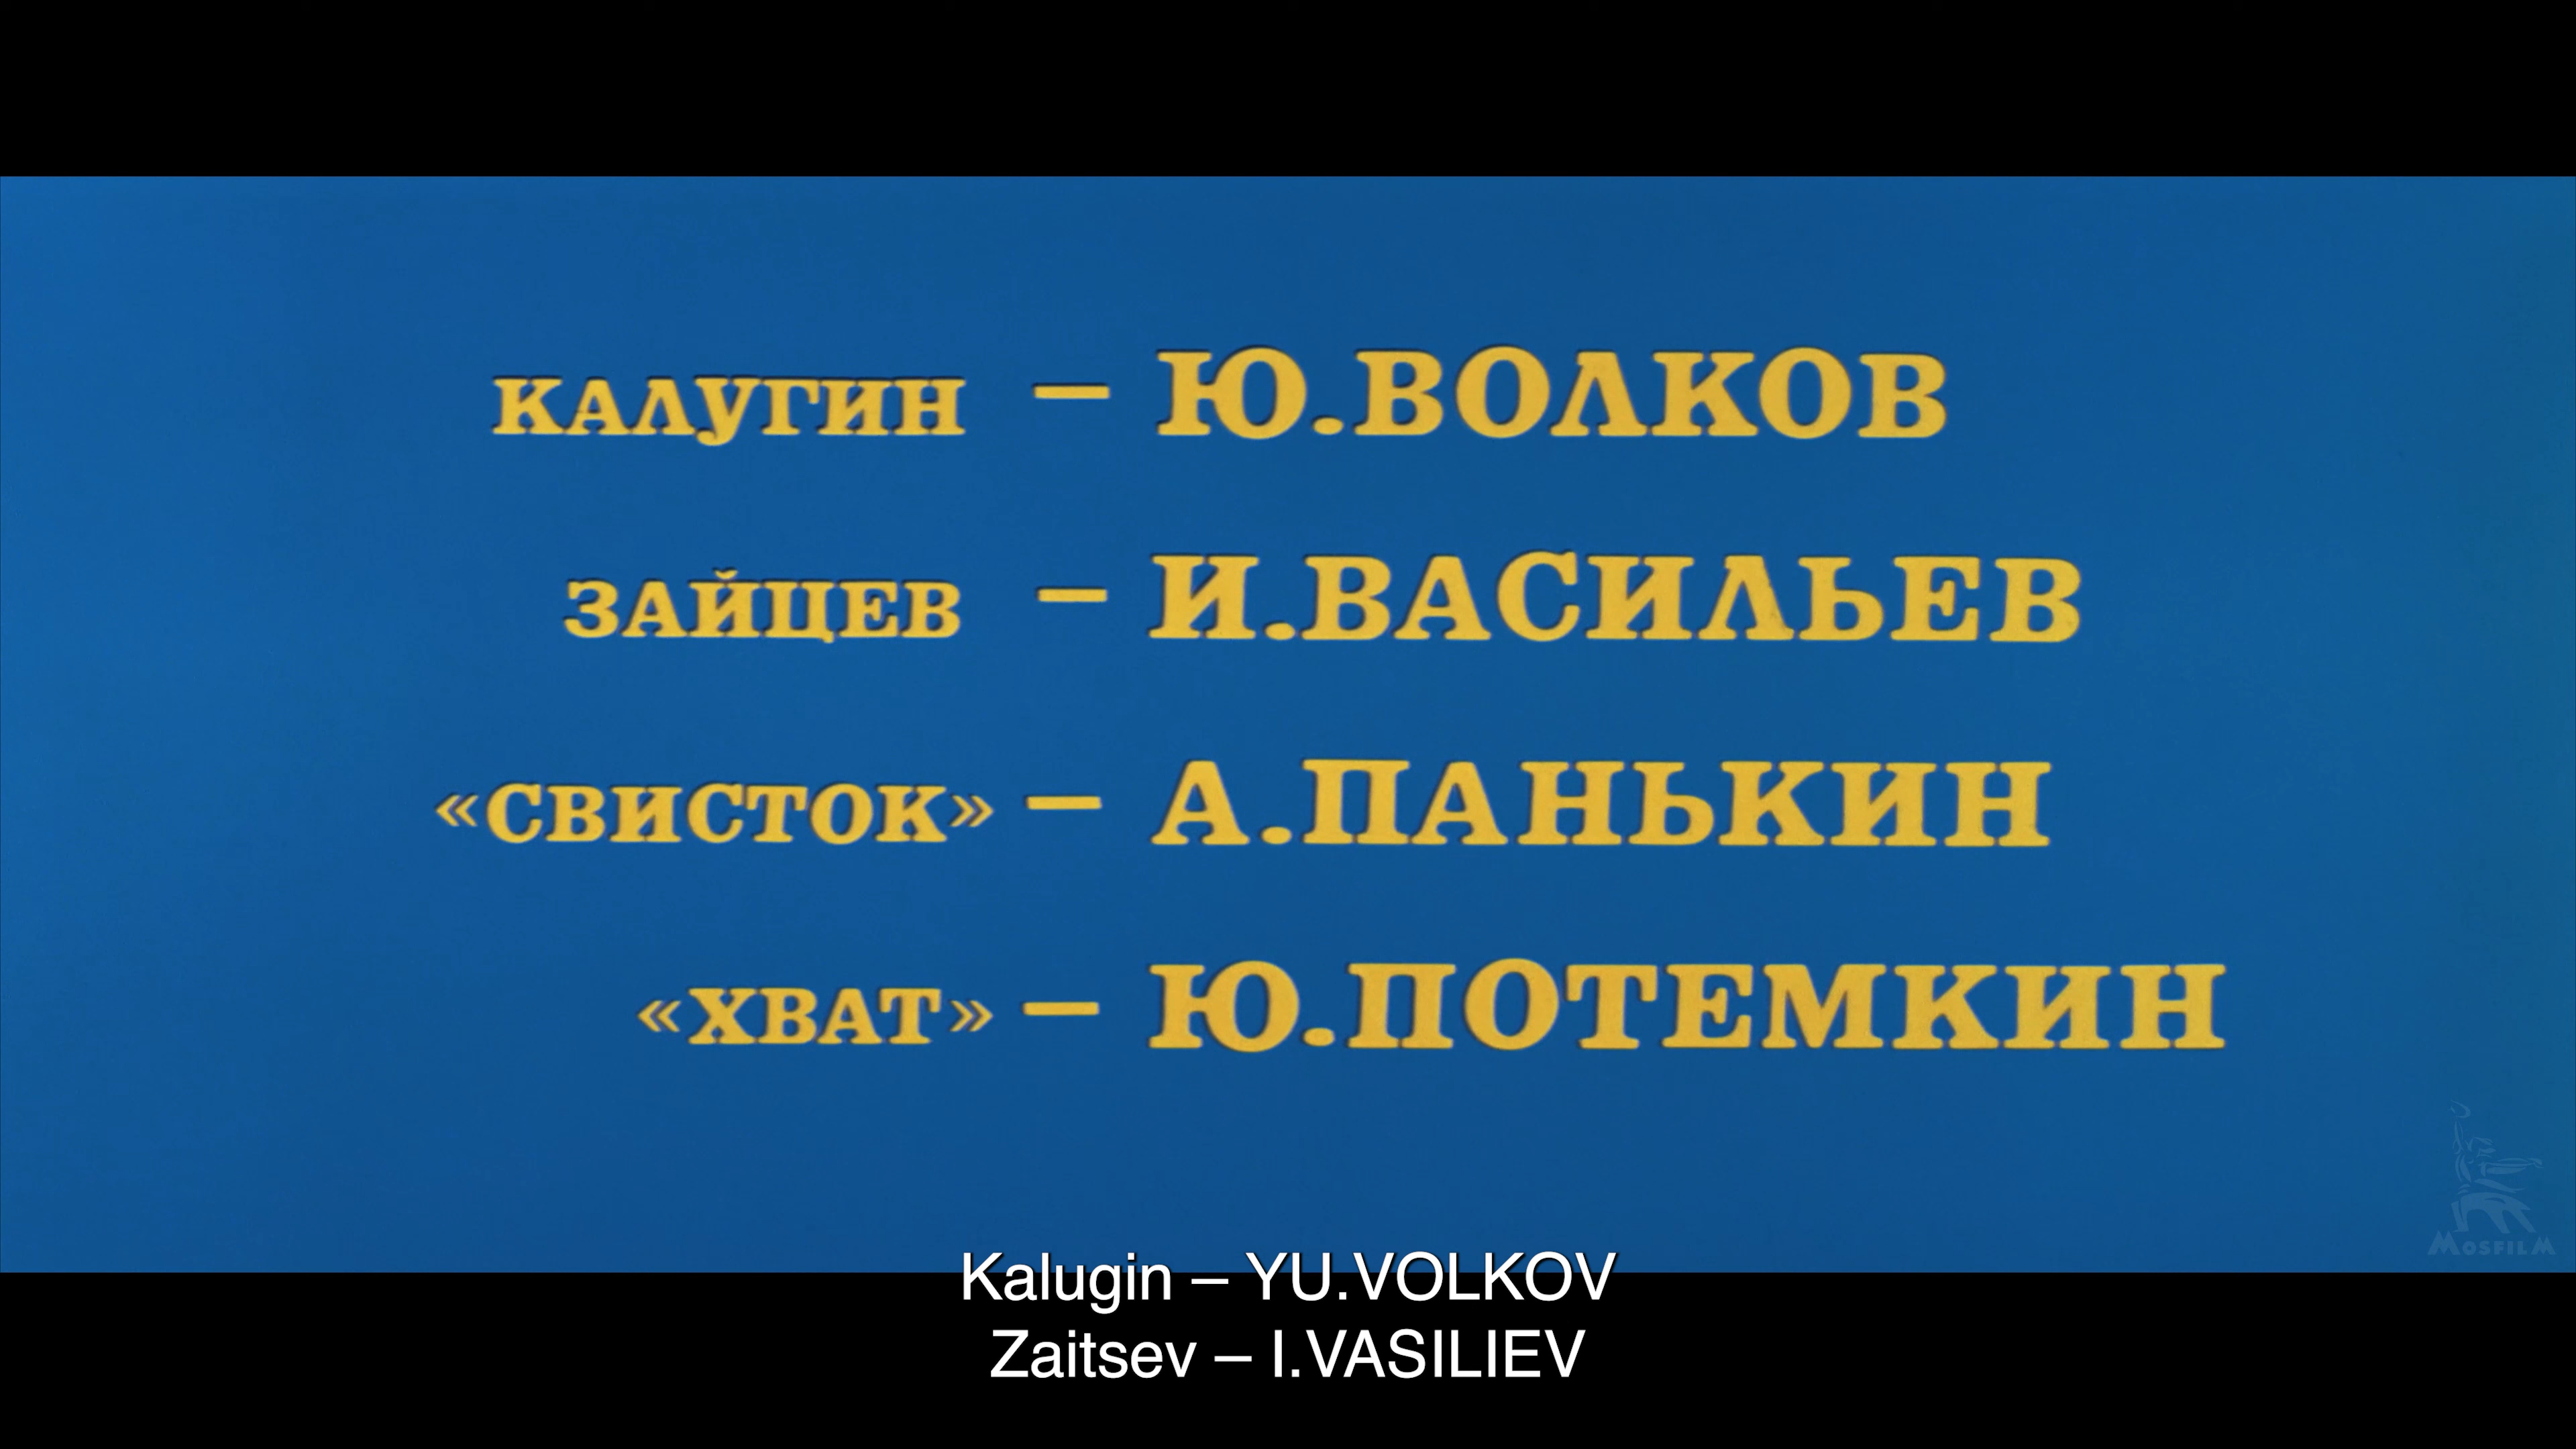 КАЛУГИН – Ю.ВОЛКОВ
ЗАЙЦЕВ – И.ВАСИЛЬЕВ
«СВИСТОК» – А.ПАНЬКИН
«ХВАТ» – Ю.ПОТЕМКИН
MOSFILM
Kalugin – YU.VOLKOV
Zaitsev – I.VASILIEV